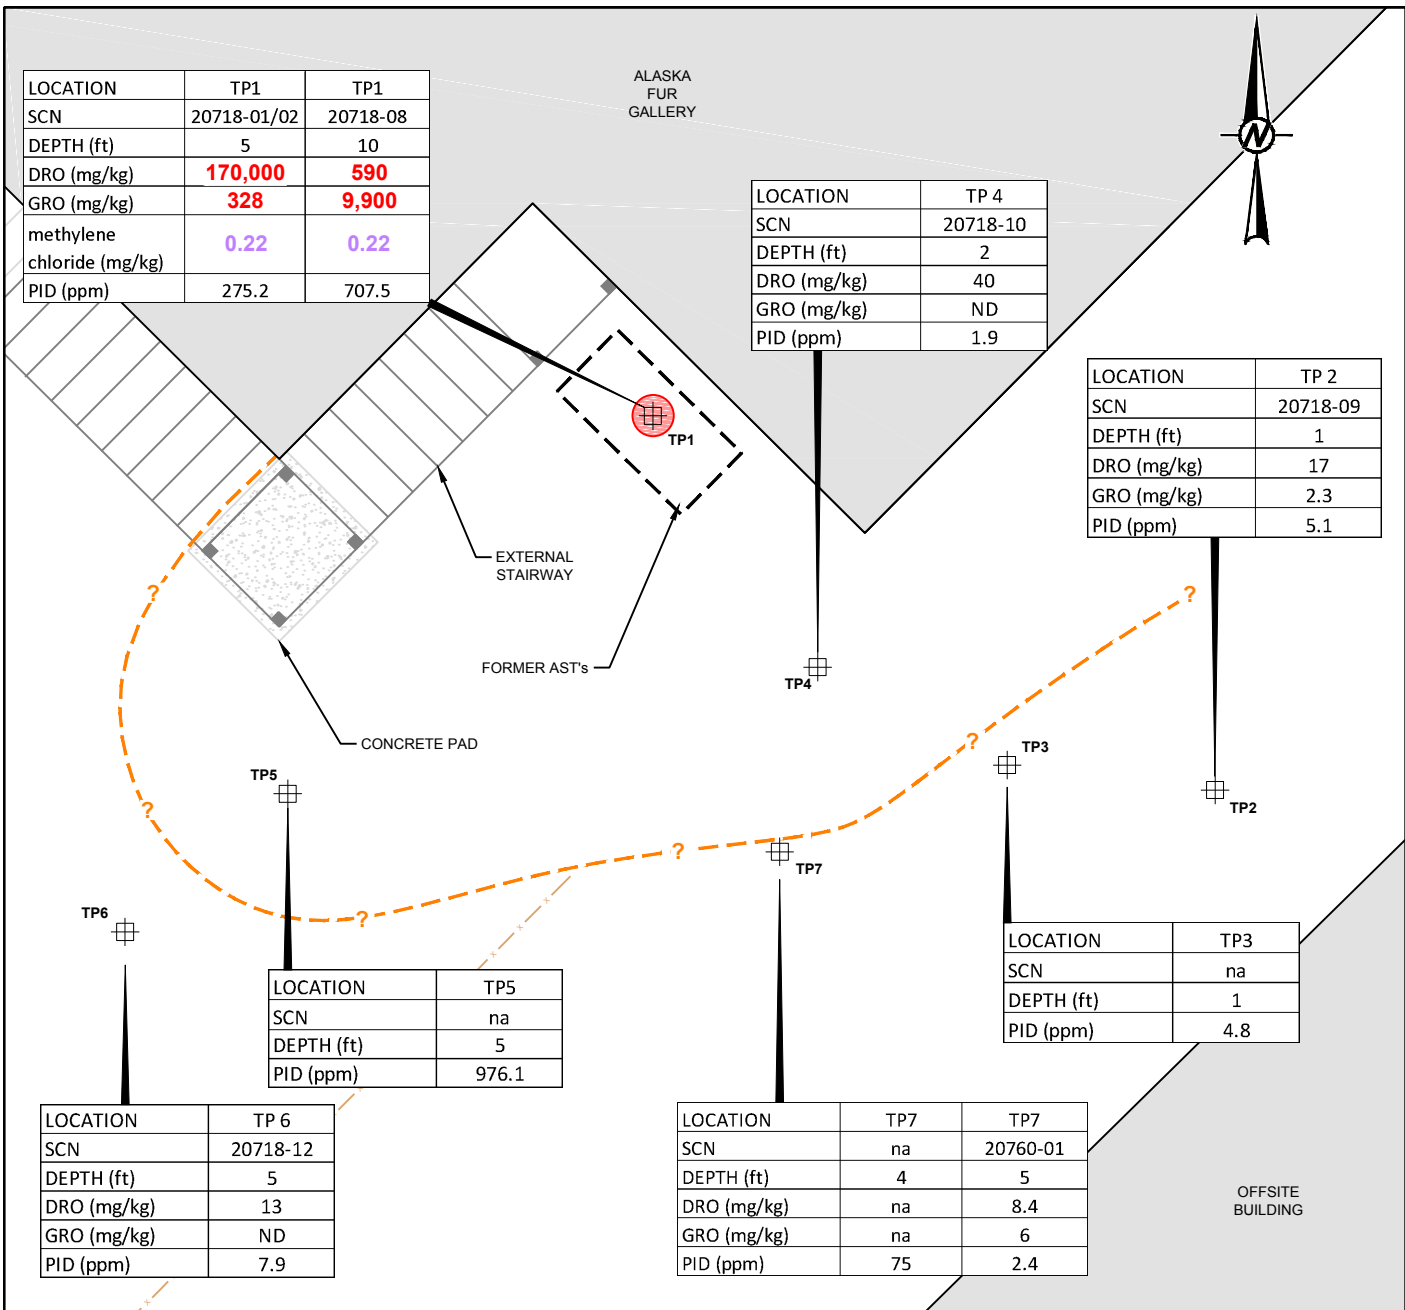 ALASKA
FUR
GALLERY
N
LOCATION TP1 TP1
SCN 20718-01/02 20718-08
DEPTH (ft) 5 10
DRO (mg/kg) 170,000 590
GRO (mg/kg) 328 9,900
methylene
chloride (mg/kg) 0.22 0.22
PID (ppm) 275.2 707.5
LOCATION TP 4
SCN 20718-10
DEPTH (ft) 2
DRO (mg/kg) 40
GRO (mg/kg) ND
PID (ppm) 1.9
LOCATION TP 2
SCN 20718-09
DEPTH (ft) 1
DRO (mg/kg) 17
GRO (mg/kg) 2.3
PID (ppm) 5.1
TP1
EXTERNAL
STAIRWAY
?
?
FORMER AST's
TP4
CONCRETE PAD
?
TP3
TP5
TP2
?
?
TP7
TP6
?
x
x
LOCATION TP3
SCN na
DEPTH (ft) 1
PID (ppm) 4.8
LOCATION TP5
SCN na
DEPTH (ft) 5
PID (ppm) 976.1
x
LOCATION TP 6
SCN 20718-12
DEPTH (ft) 5
DRO (mg/kg) 13
GRO (mg/kg) ND
PID (ppm) 7.9
LOCATION TP7 TP7
SCN na 20760-01
DEPTH (ft) 4 5
DRO (mg/kg) na 8.4
GRO (mg/kg) na 6
PID (ppm) 75 2.4
OFFSITE
BUILDING
x